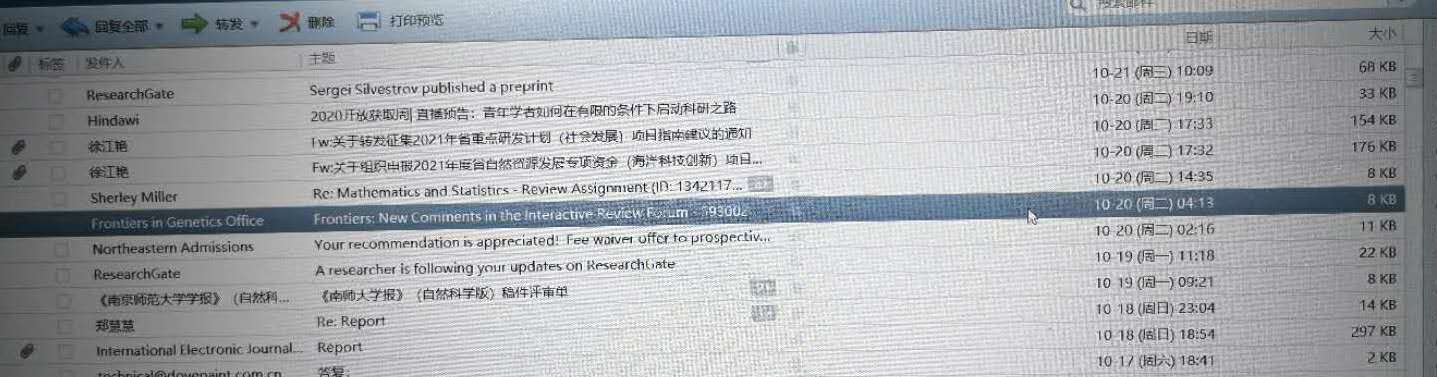 回复 回复全部 转发 删除 打印预览 搜索邮件
标签 发件人 主题 日期 大小
ResearchGate Sergei Silvestrov published a preprint 10-21 (周三) 10:09 68 KB
Hindawi 2020开放获取周| 直播预告：青年学者如何在有限的条件下启动科研之路 10-20 (周二) 19:10 33 KB
徐江艳 Fw:关于转发征集2021年省重点研发计划（社会发展）项目指南建议的通知 10-20 (周二) 17:33 154 KB
徐江艳 Fw:关于组织申报2021年度省自然资源发展专项资金（海洋科技创新）项目... 10-20 (周二) 17:32 176 KB
Sherley Miller Re: Mathematics and Statistics - Review Assignment (ID: 1342117... 10-20 (周二) 14:35 8 KB
Frontiers in Genetics Office Frontiers: New Comments in the Interactive Review Forum - 593002 10-20 (周二) 04:13 8 KB
Northeastern Admissions Your recommendation is appreciated! Fee waiver offer to prospectiv... 10-20 (周二) 02:16 11 KB
ResearchGate A researcher is following your updates on ResearchGate 10-19 (周一) 11:18 22 KB
《南京师范大学学报》（自然科... 《南师大学报》（自然科学版）稿件评审单 10-19 (周一) 09:21 8 KB
郑慧慧 Re: Report 10-18 (周日) 23:04 14 KB
International Electronic Journal... Report 10-18 (周日) 18:54 297 KB
technical@dovepaint.com.cn 答复: 10-17 (周六) 18:41 2 KB